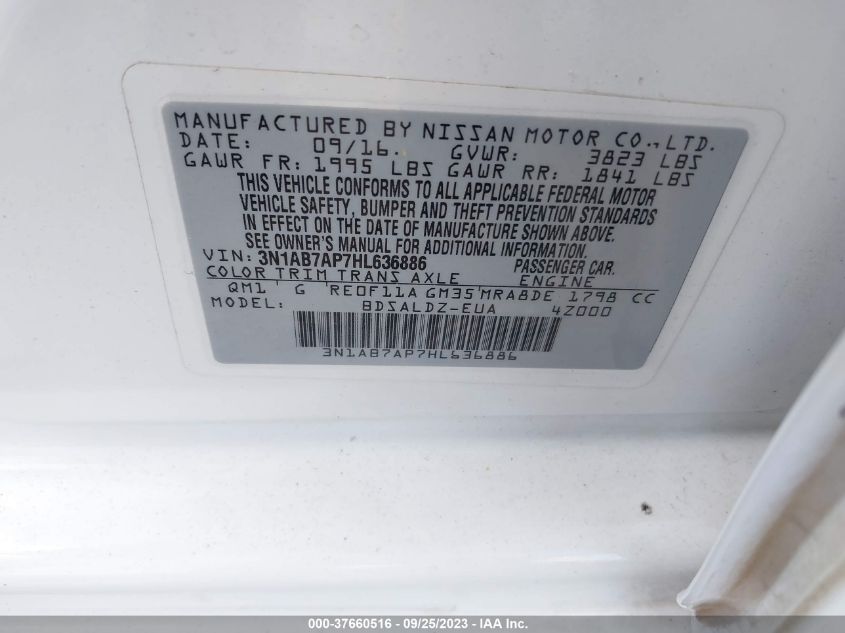 MANUFACTURED BY NISSAN MOTOR CO., LTD.
DATE: 09/16. GVWR: 3823 LBS
GAWR FR: 1995 LBS GAWR RR: 1841 LBS
THIS VEHICLE CONFORMS TO ALL APPLICABLE FEDERAL MOTOR
VEHICLE SAFETY, BUMPER AND THEFT PREVENTION STANDARDS
IN EFFECT ON THE DATE OF MANUFACTURE SHOWN ABOVE.
SEE OWNER'S MANUAL FOR ADDITIONAL INFORMATION.
VIN: 3N1AB7AP7HL636886 PASSENGER CAR.
COLOR TRIM TRANS AXLE ENGINE
QM1 ' G 'RE0F11A GM35'MRA8DE 1798 CC
MODEL: BDSALDZ-EUA 4Z000
3N1AB7AP7HL636886
000-37660516 - 09/25/2023 - IAA Inc.